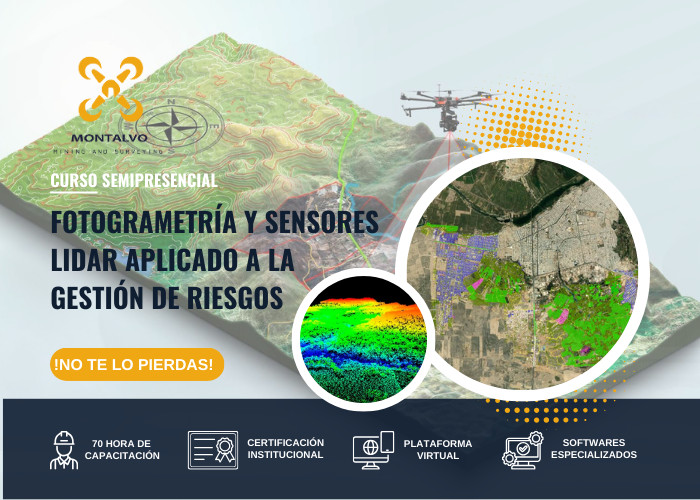 MONTALVO
MINING AND SURVEYING
N
E
CURSO SEMIPRESENCIAL
FOTOGRAMETRÍA Y SENSORES
LIDAR APLICADO A LA
GESTIÓN DE RIESGOS
!NO TE LO PIERDAS!
70 HORA DE
CAPACITACIÓN
CERTIFICACIÓN
INSTITUCIONAL
PLATAFORMA
VIRTUAL
SOFTWARES
ESPECIALIZADOS